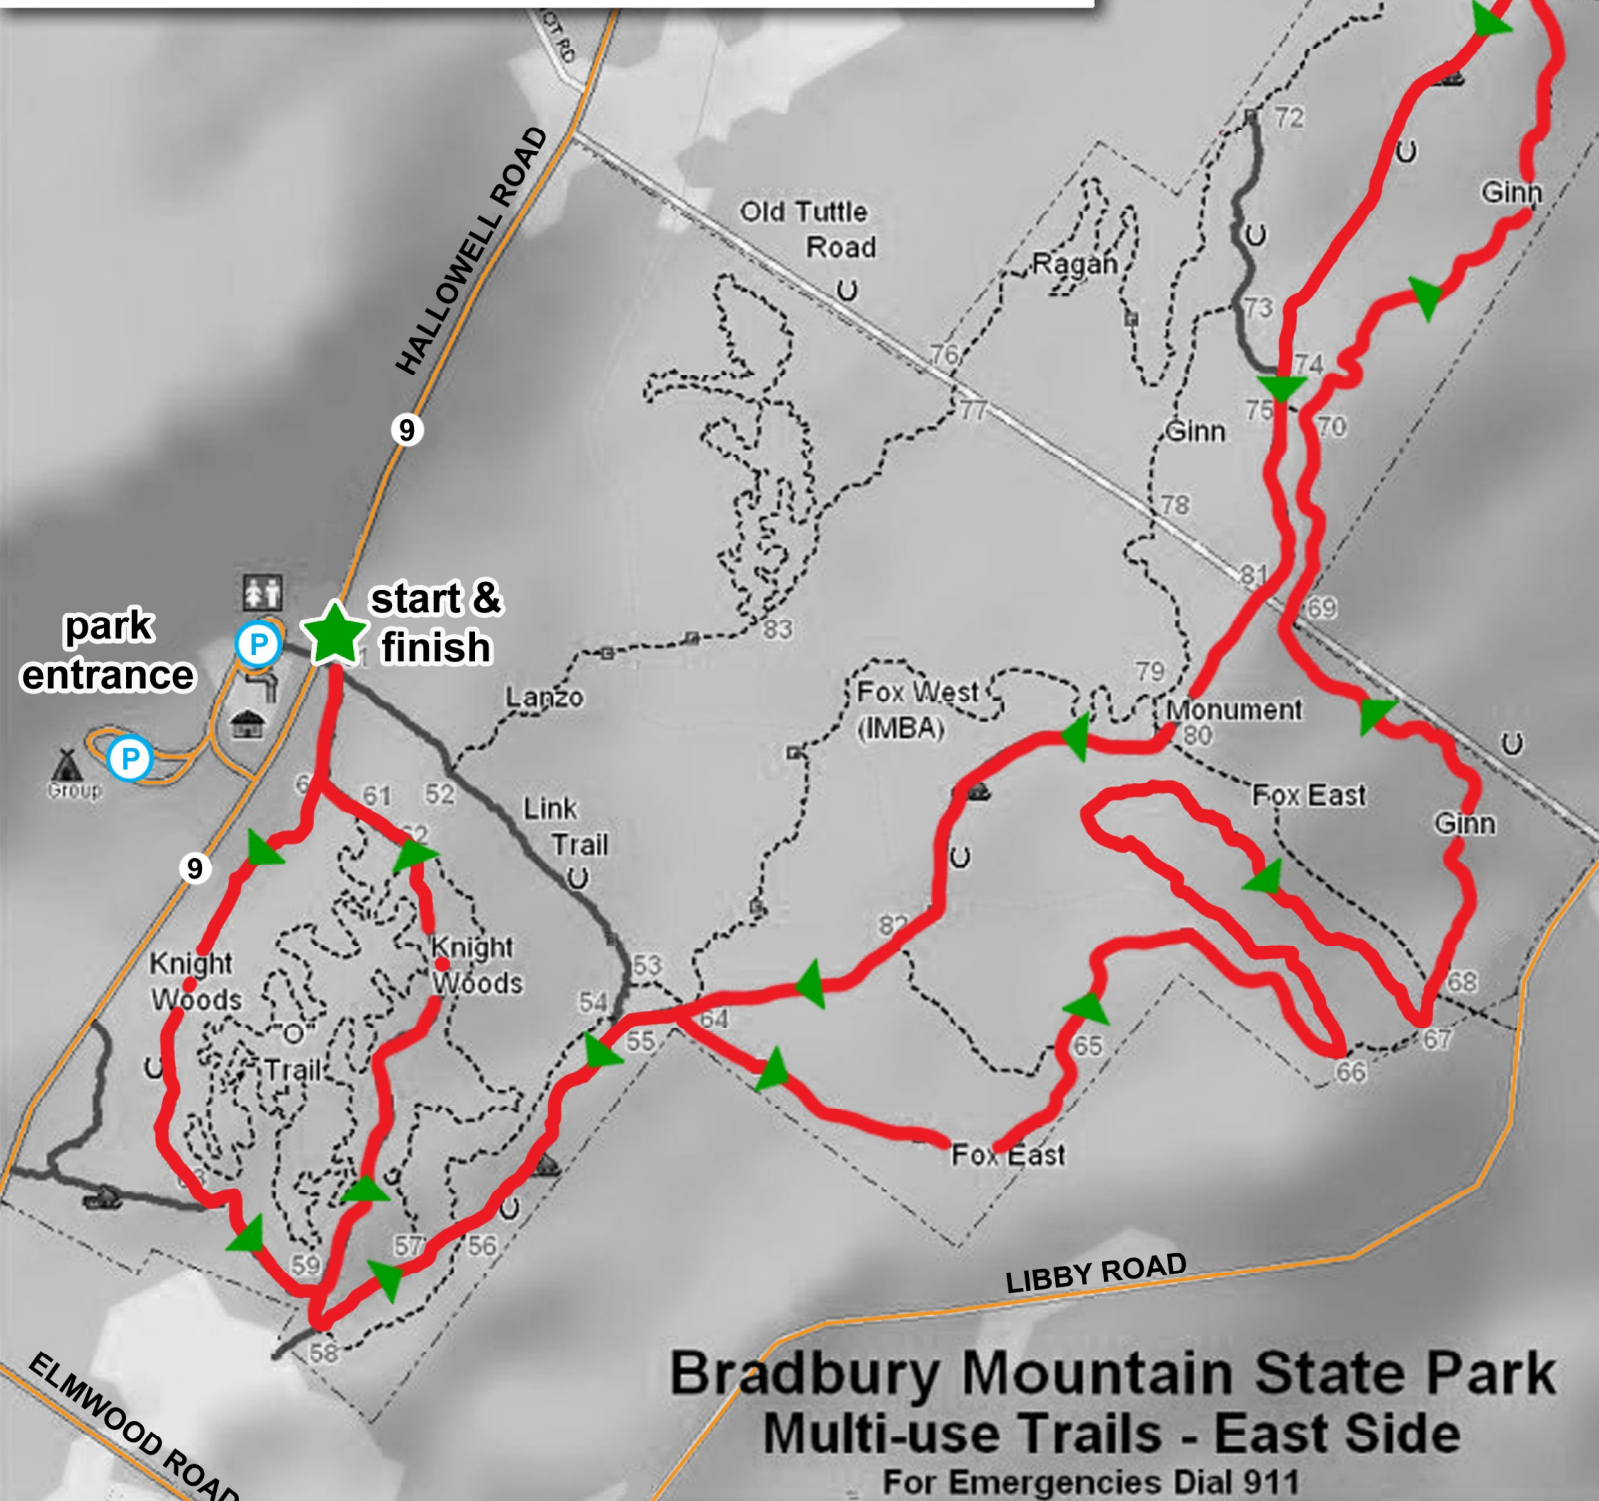 HALLOWELL ROAD
72
Ginn
Old Tuttle
Road
Ragan
73
76
74
77
75
70
9
Ginn
78
81
69
start &
finish
park
entrance
P
83
79
Lanzo
Fox West
(IMBA)
Monument
80
P
Group
61
52
Link
Trail
Fox East
Ginn
9
82
Knight
Woods
Knight
Woods
53
54
55
64
68
67
"O"
Trail
65
66
Fox East
57
56
59
58
LIBBY ROAD
ELMWOOD ROAD
Bradbury Mountain State Park
Multi-use Trails - East Side
For Emergencies Dial 911